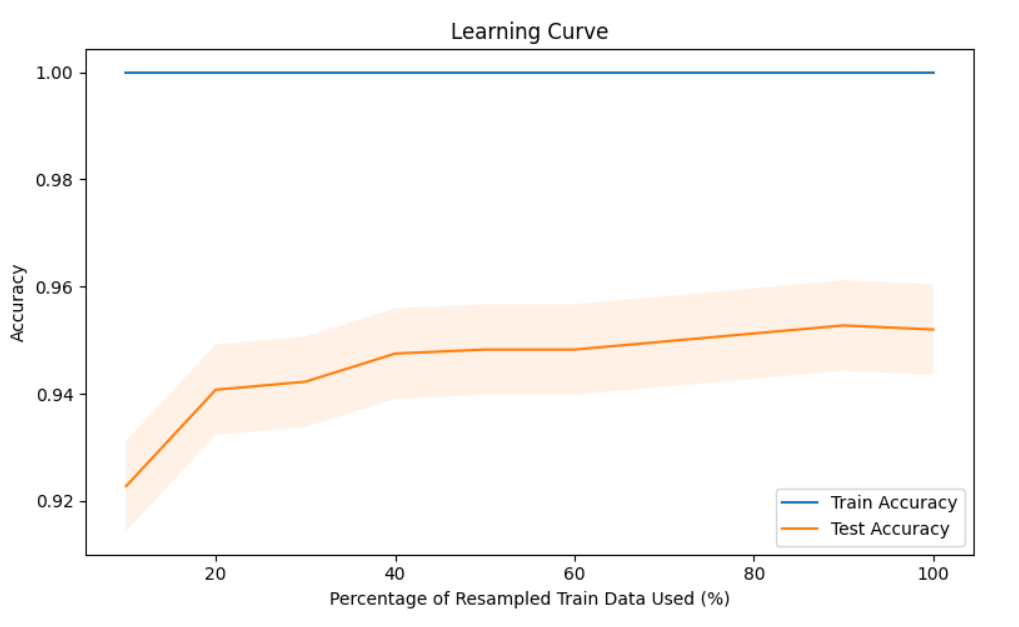 Learning Curve
1.00
0.98
0.96
0.94
0.92
Accuracy
20 40 60 80 100
Percentage of Resampled Train Data Used (%)
Train Accuracy
Test Accuracy